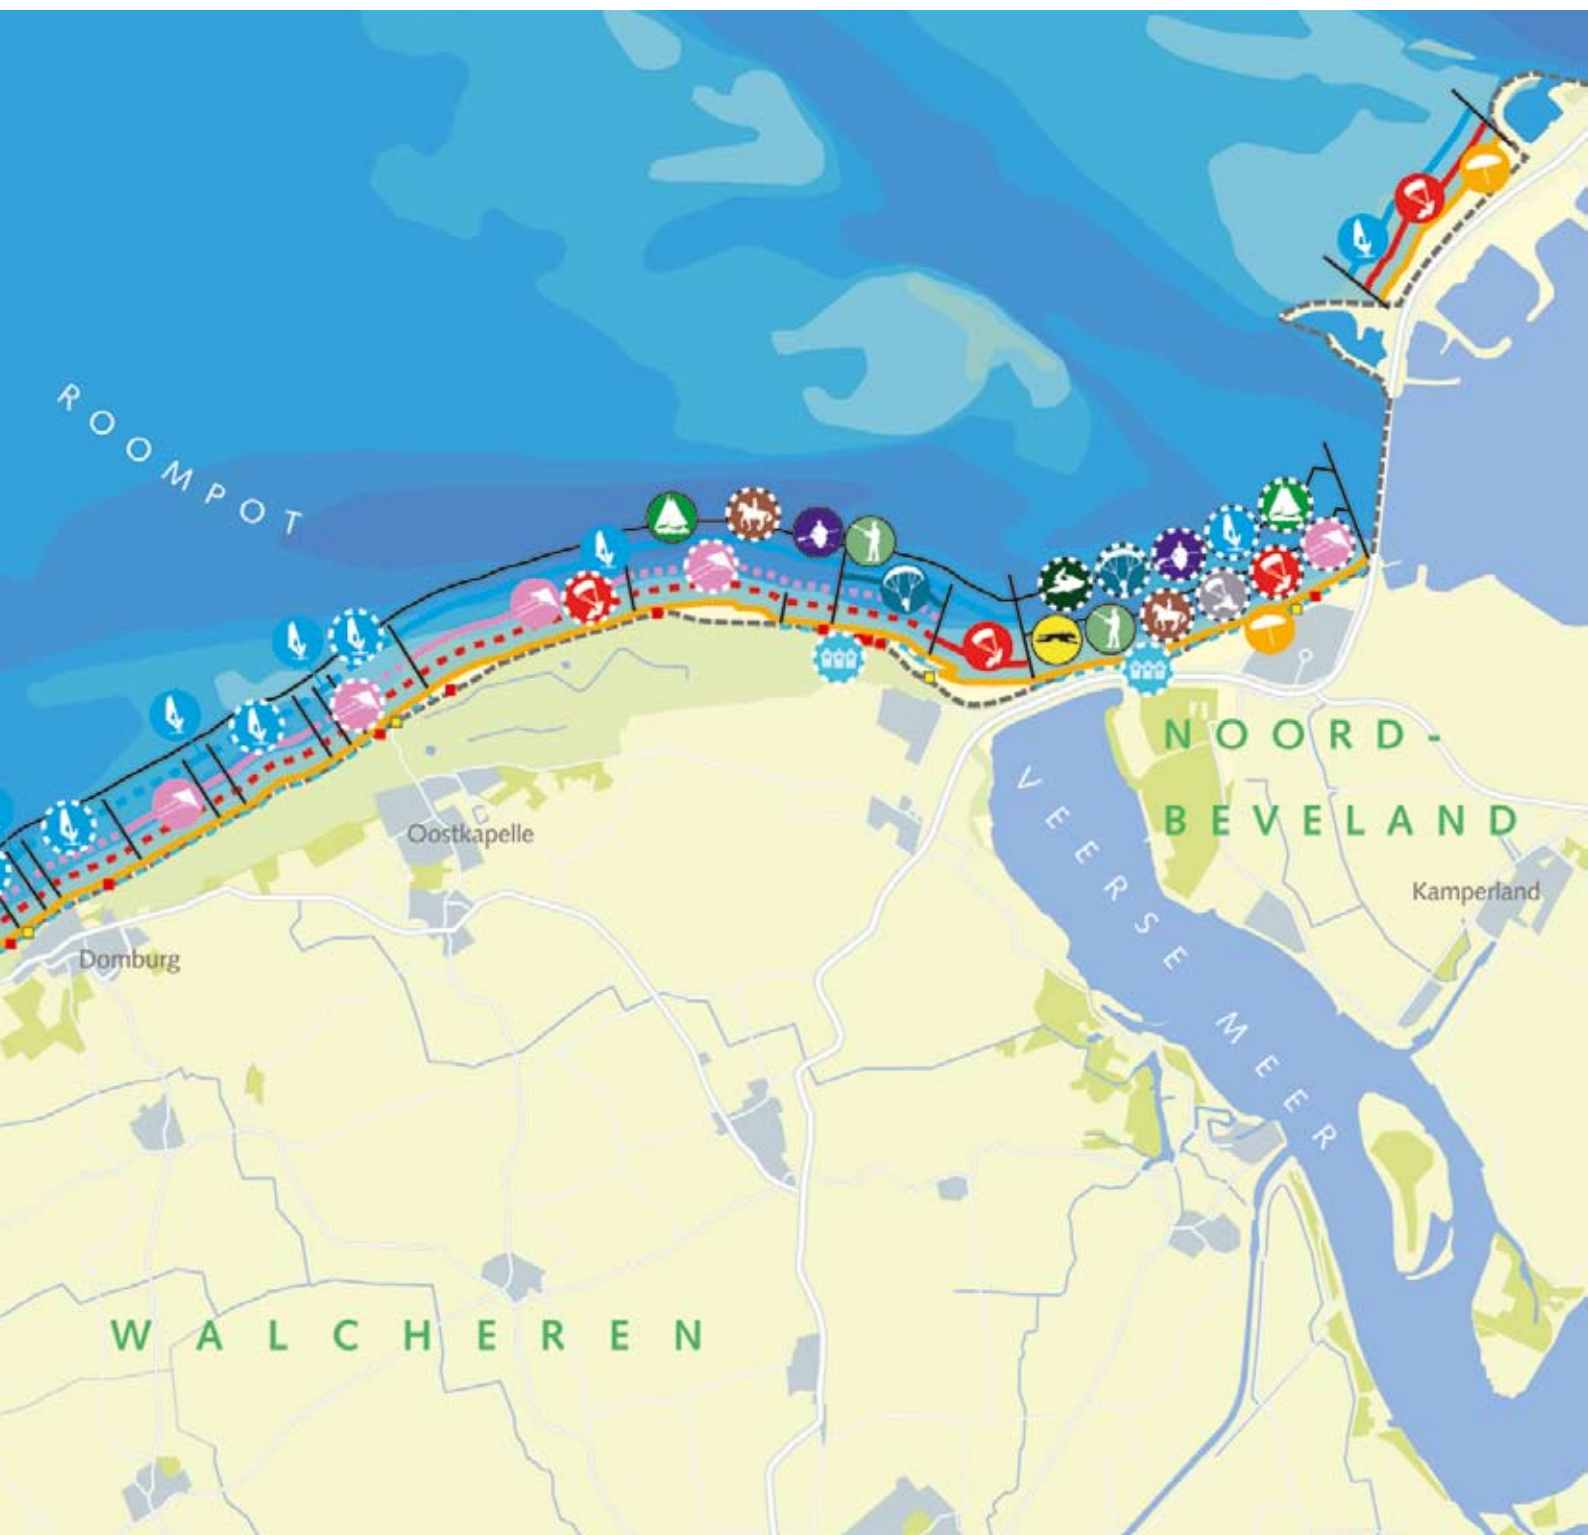 ROOMPOT
NOORD-
BEVELAND
VEERSE MEER
Oostkapelle
Kamperland
Domburg
WALCHEREN